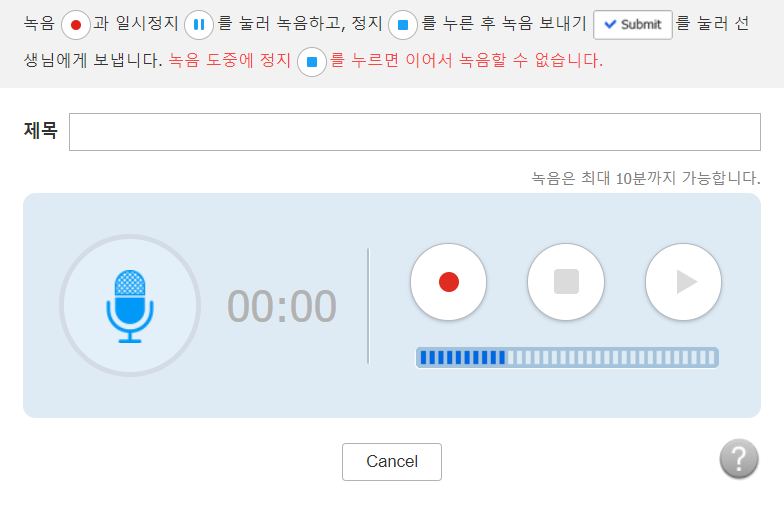 녹음 과 일시정지 를 눌러 녹음하고, 정지 를 누른 후 녹음 보내기 Submit 를 눌러 선
생님에게 보냅니다. 녹음 도중에 정지 를 누르면 이어서 녹음할 수 없습니다.
제목
녹음은 최대 10분까지 가능합니다.
00:00
Cancel
?